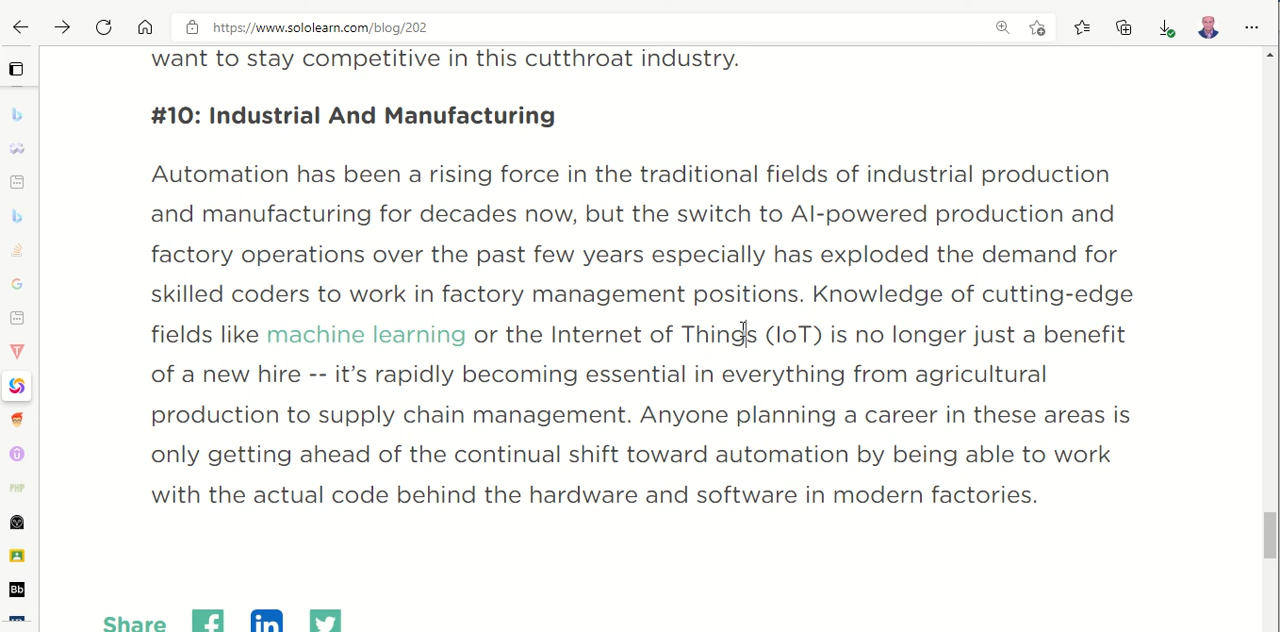 https://www.sololearn.com/blog/202
want to stay competitive in this cutthroat industry.
#10: Industrial And Manufacturing
Automation has been a rising force in the traditional fields of industrial production
and manufacturing for decades now, but the switch to AI-powered production and
factory operations over the past few years especially has exploded the demand for
skilled coders to work in factory management positions. Knowledge of cutting-edge
fields like machine learning or the Internet of Things (IoT) is no longer just a benefit
of a new hire -- it’s rapidly becoming essential in everything from agricultural
production to supply chain management. Anyone planning a career in these areas is
only getting ahead of the continual shift toward automation by being able to work
with the actual code behind the hardware and software in modern factories.
PHP
Bb
Share